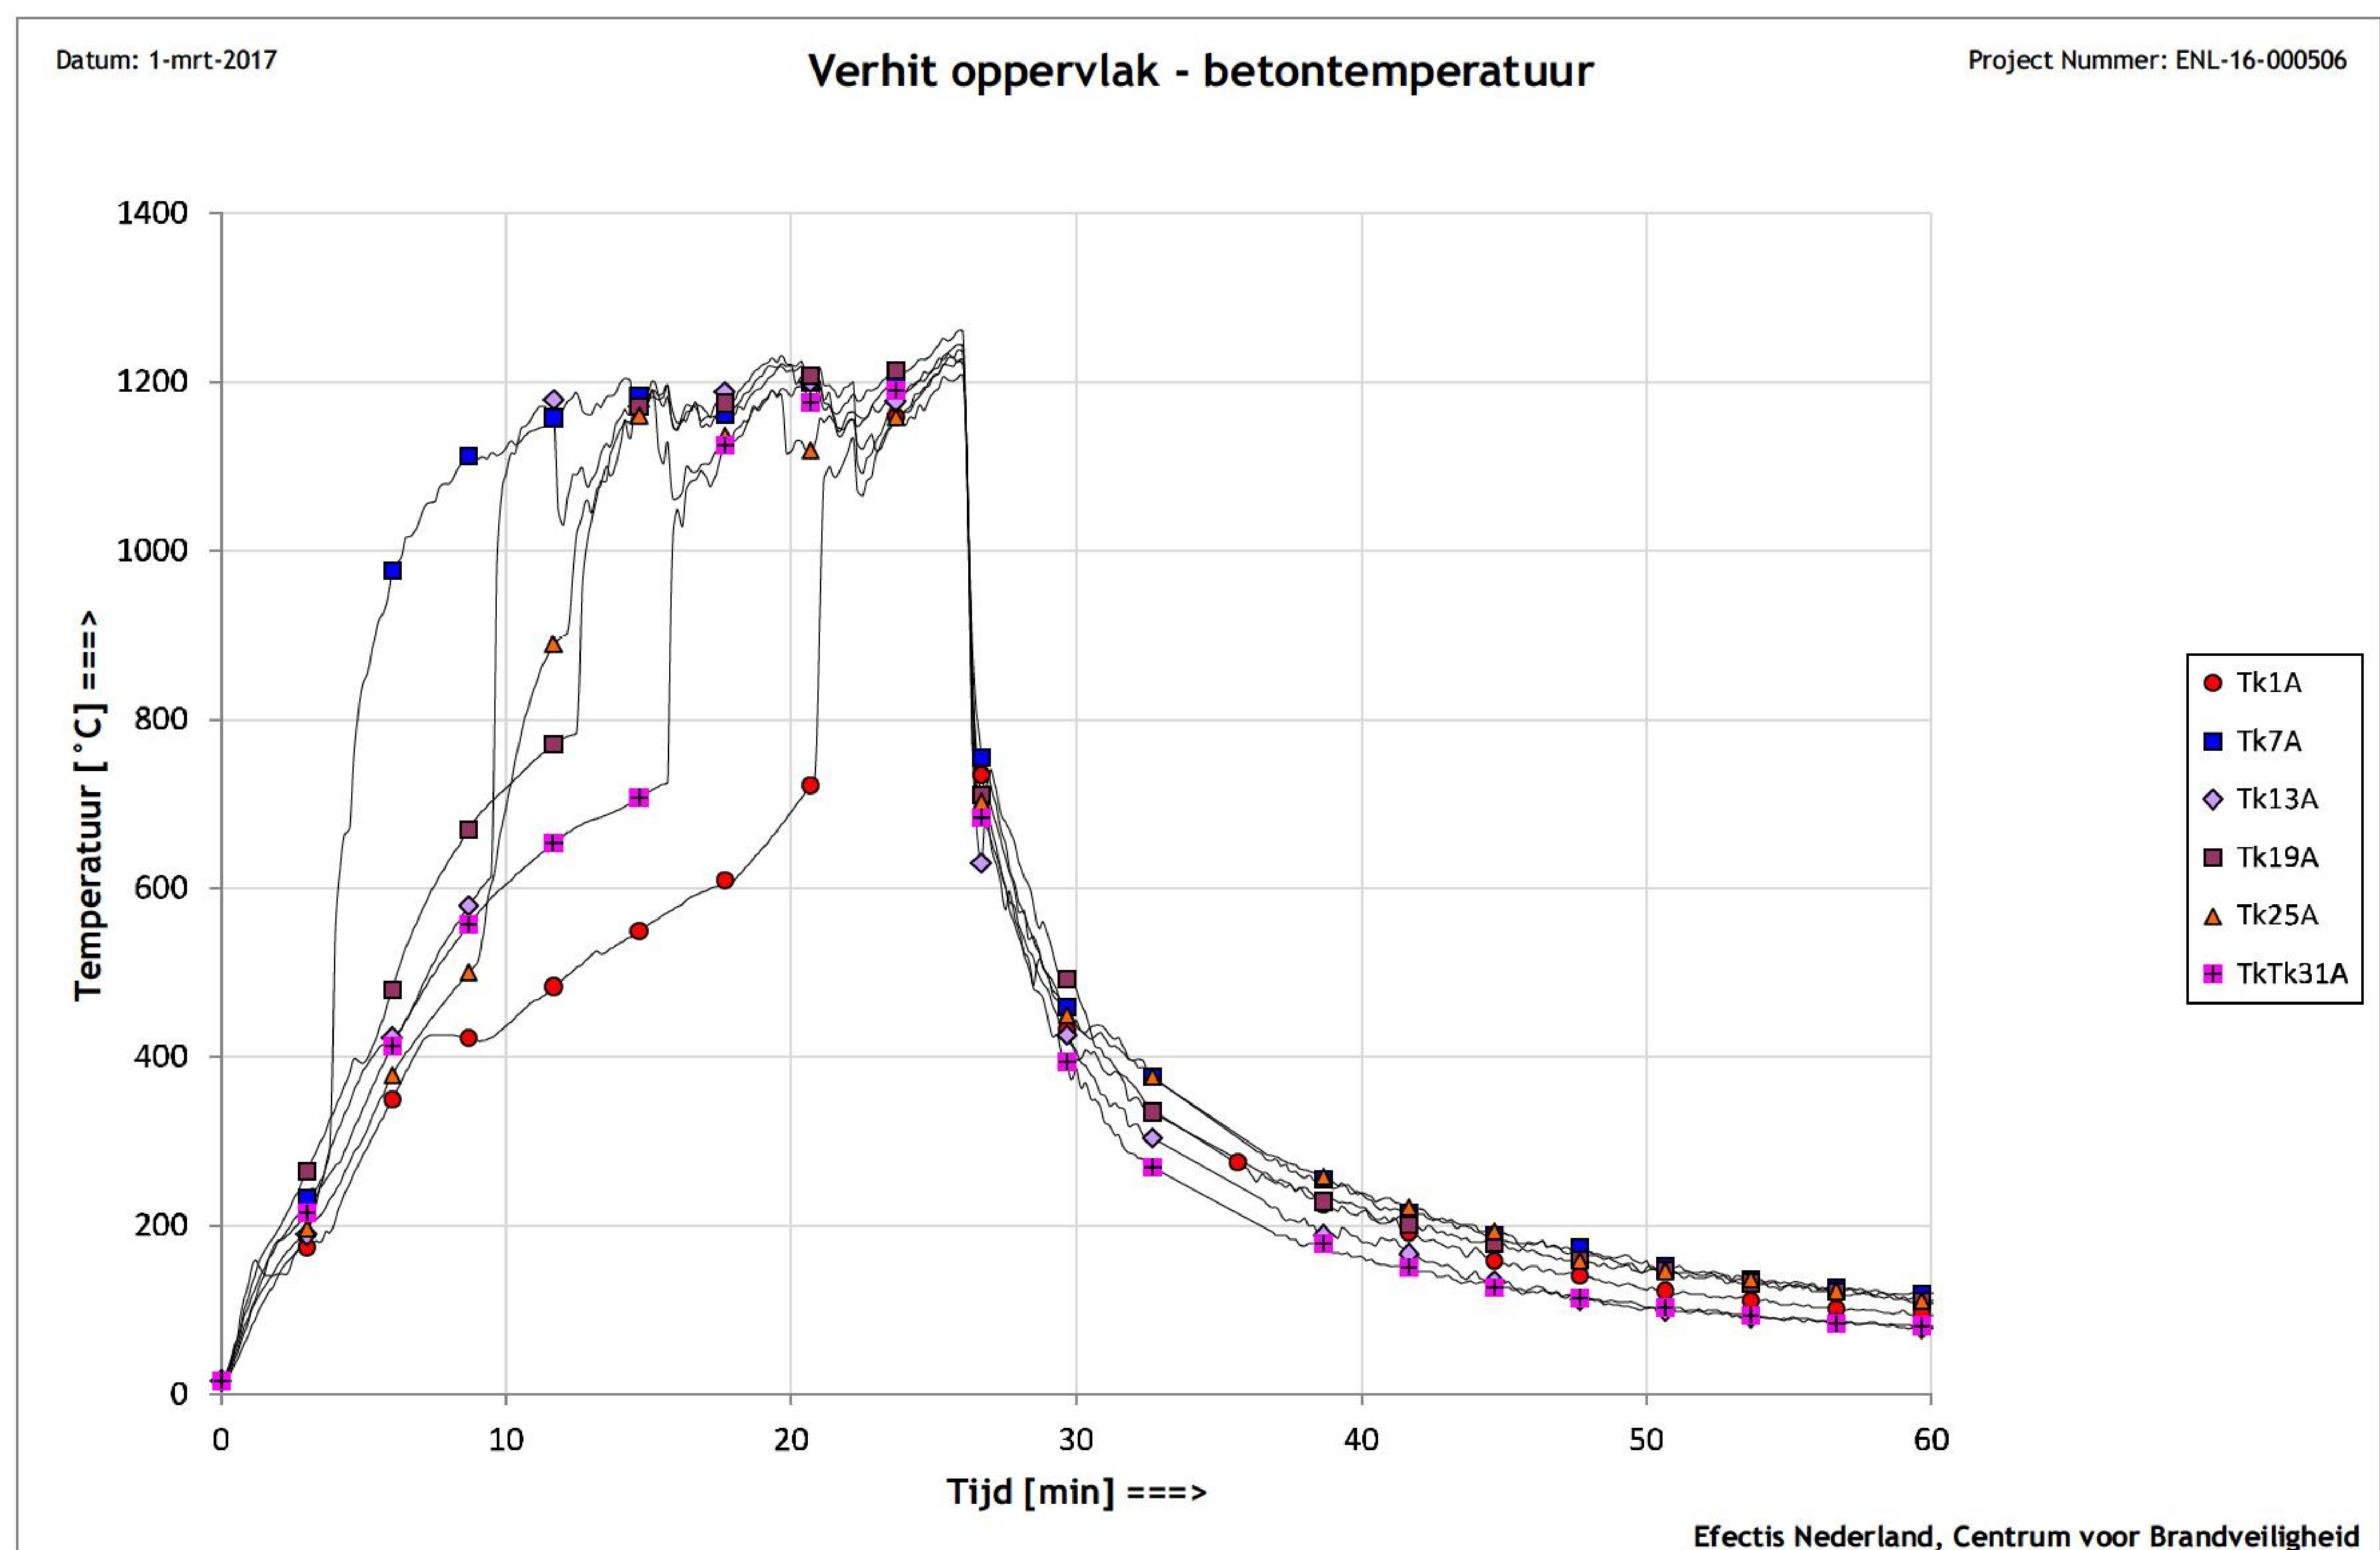 Datum: 1-mrt-2017
Verhit oppervlak - betontemperatuur
Project Nummer: ENL-16-000506
Temperatuur [˚C] ===>
1400
1200
1000
800
600
400
200
0
0 10 20 30 40 50 60
Tijd [min] ===>
Tk1A
Tk7A
Tk13A
Tk19A
Tk25A
TkTk31A
Efectis Nederland, Centrum voor Brandveiligheid